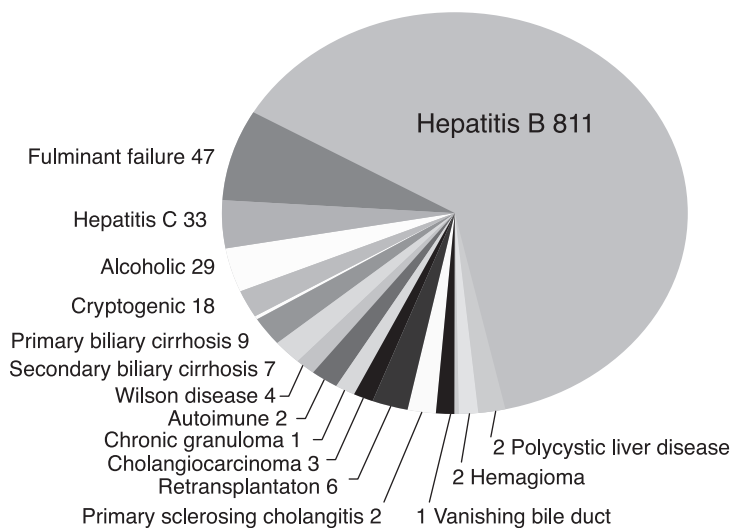 Hepatitis B 811
Fulminant failure 47
Hepatitis C 33
Alcoholic 29
Cryptogenic 18
Primary biliary cirrhosis 9
Secondary biliary cirrhosis 7
Wilson disease 4
Autoimune 2
Chronic granuloma 1
Cholangiocarcinoma 3
Retransplantaton 6
Primary sclerosing cholangitis 2
1 Vanishing bile duct
2 Hemagioma
2 Polycystic liver disease